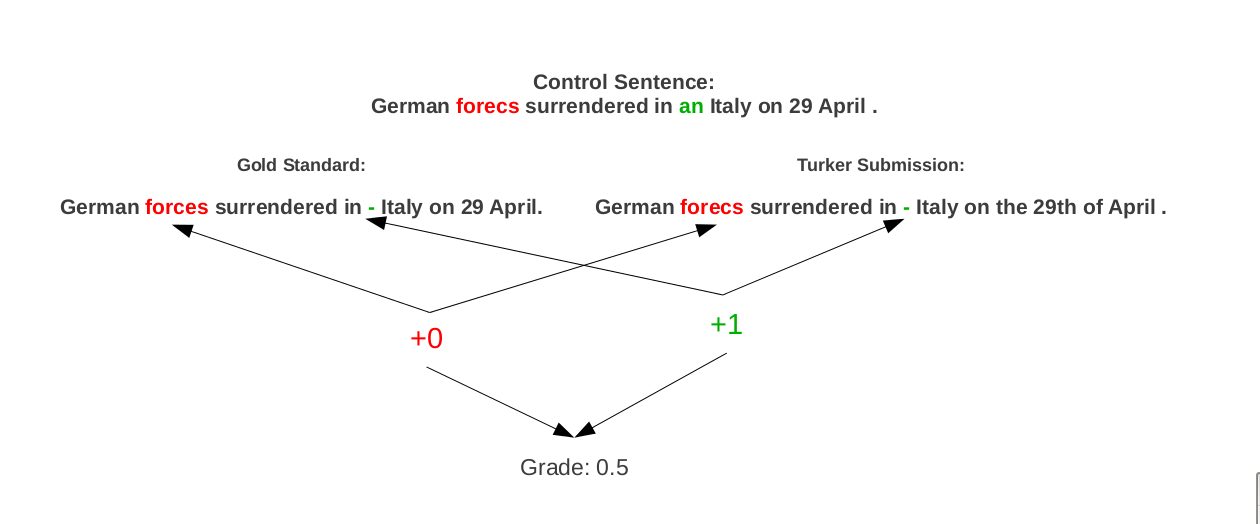 Control Sentence:
German forecs surrendered in an Italy on 29 April .
Gold Standard:
Turker Submission:
German forces surrendered in - Italy on 29 April.
German forecs surrendered in - Italy on the 29th of April .
+0
+1
Grade: 0.5